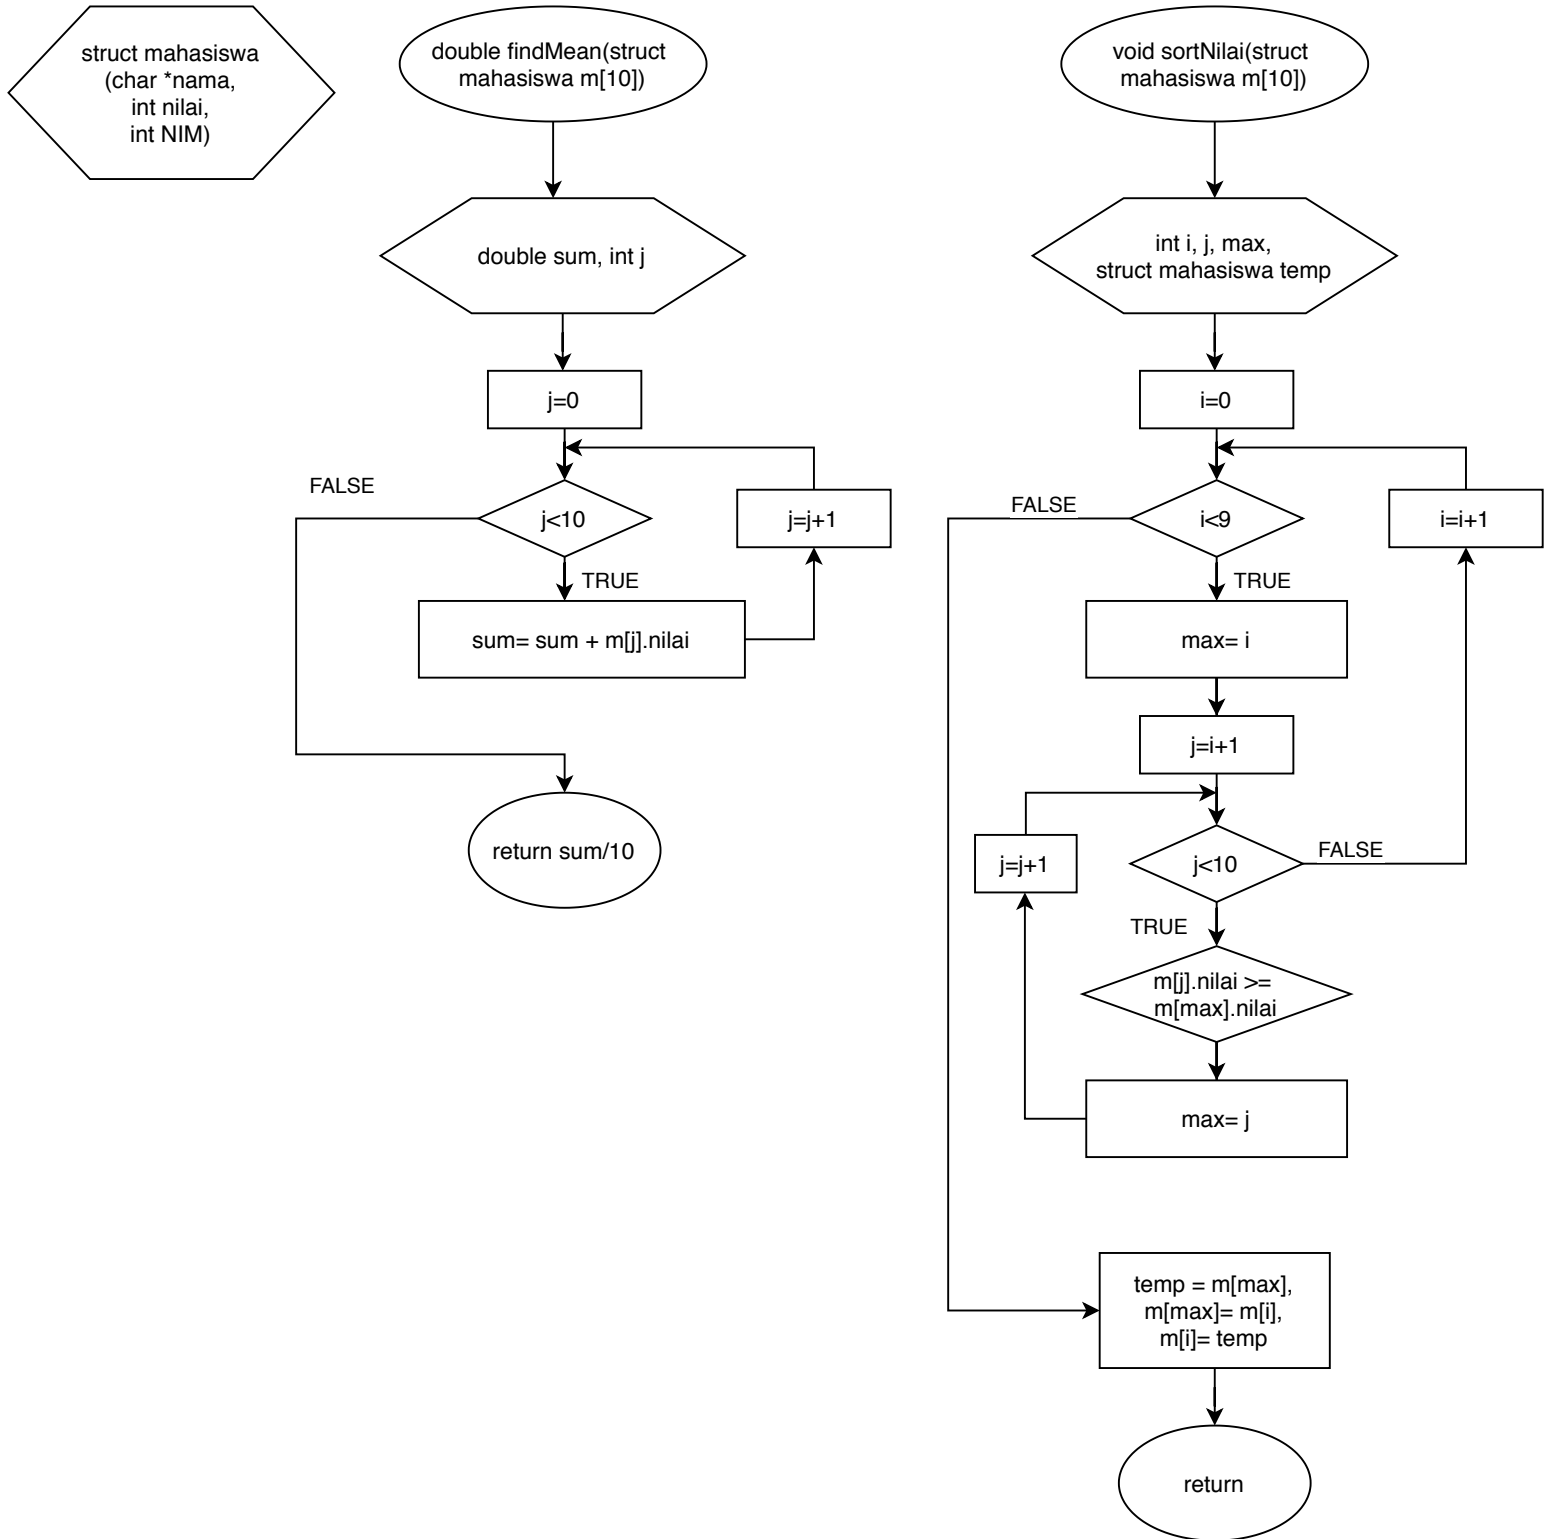 struct mahasiswa
(char *nama,
int nilai,
int NIM)
double findMean(struct
mahasiswa m[10])
double sum, int j
j=0
FALSE
j<10
j=j+1
TRUE
sum= sum + m[j].nilai
return sum/10
void sortNilai(struct
mahasiswa m[10])
int i, j, max,
struct mahasiswa temp
i=0
FALSE
i<9
i=i+1
TRUE
max= i
j=i+1
j=j+1
j<10
FALSE
TRUE
m[j].nilai >=
m[max].nilai
max= j
temp = m[max],
m[max]= m[i],
m[i]= temp
return